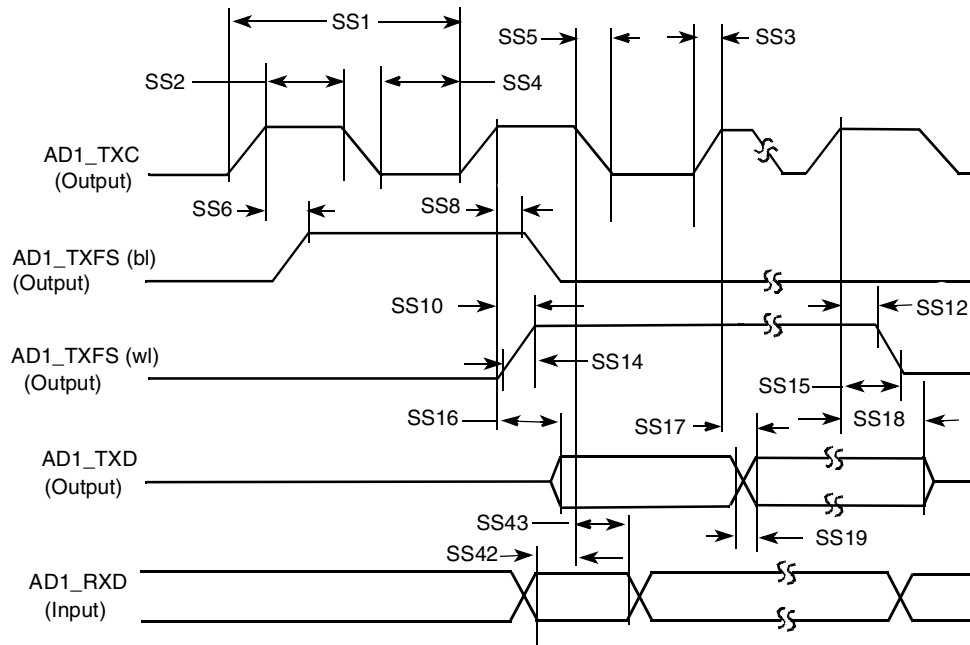 SS1
SS5
SS3
SS2
SS4
AD1_TXC
(Output)
SS6
SS8
AD1_TXFS (bl)
(Output)
SS10
SS12
AD1_TXFS (wl)
(Output)
SS14
SS15
SS16
SS17
SS18
AD1_TXD
(Output)
SS43
SS19
SS42
AD1_RXD
(Input)